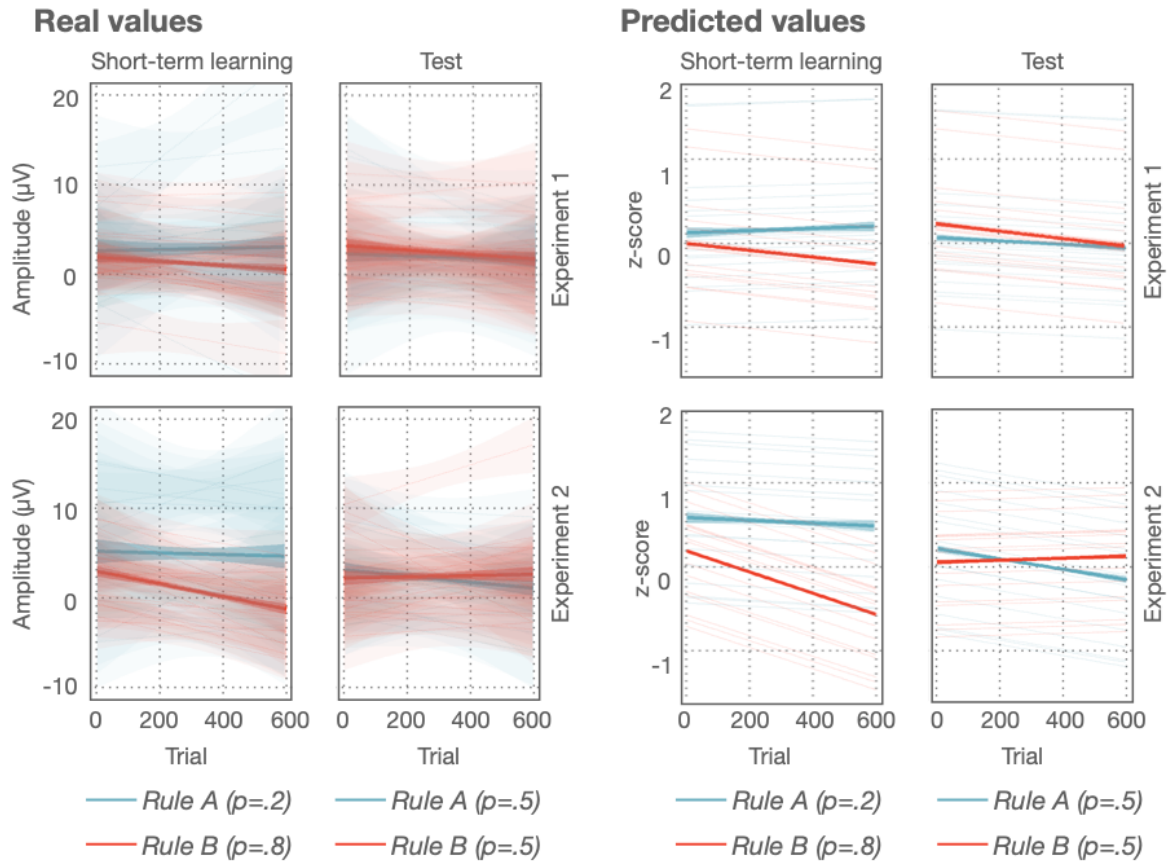 Real values
Predicted values
Short-term learning
Test
Short-term learning
Test
20
10
0
-10
Amplitude (µV)
2
1
0
-1
z-score
Experiment 1
Experiment 1
20
10
0
-10
Amplitude (µV)
2
1
0
-1
z-score
Experiment 2
Experiment 2
0 200 400 600
0 200 400 600
0 200 400 600
0 200 400 600
Trial
Trial
Trial
Trial
Rule A (p=.2)
Rule A (p=.5)
Rule A (p=.2)
Rule A (p=.5)
Rule B (p=.8)
Rule B (p=.5)
Rule B (p=.8)
Rule B (p=.5)